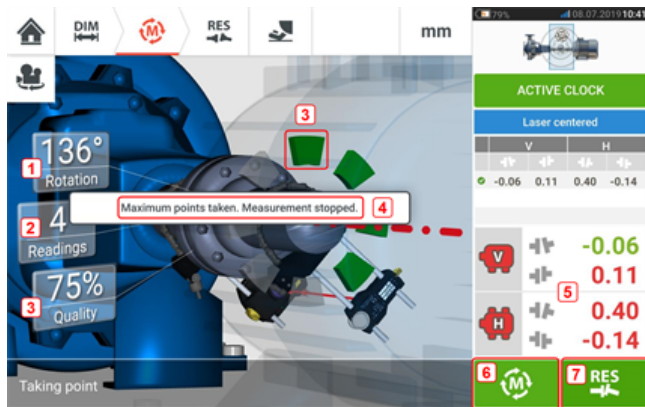 DIM
M
RES
mm
79%
08.07.2019 10:41
ACTIVE CLOCK
Laser centered
V H
-0.06 0.11 0.40 -0.14
3
136°
1
Rotation
Maximum points taken. Measurement stopped. 4
4
2
Readings
75%
3
Quality
V
-0.06
0.11
5
H
0.40
-0.14
Taking point
6 M
7 RES